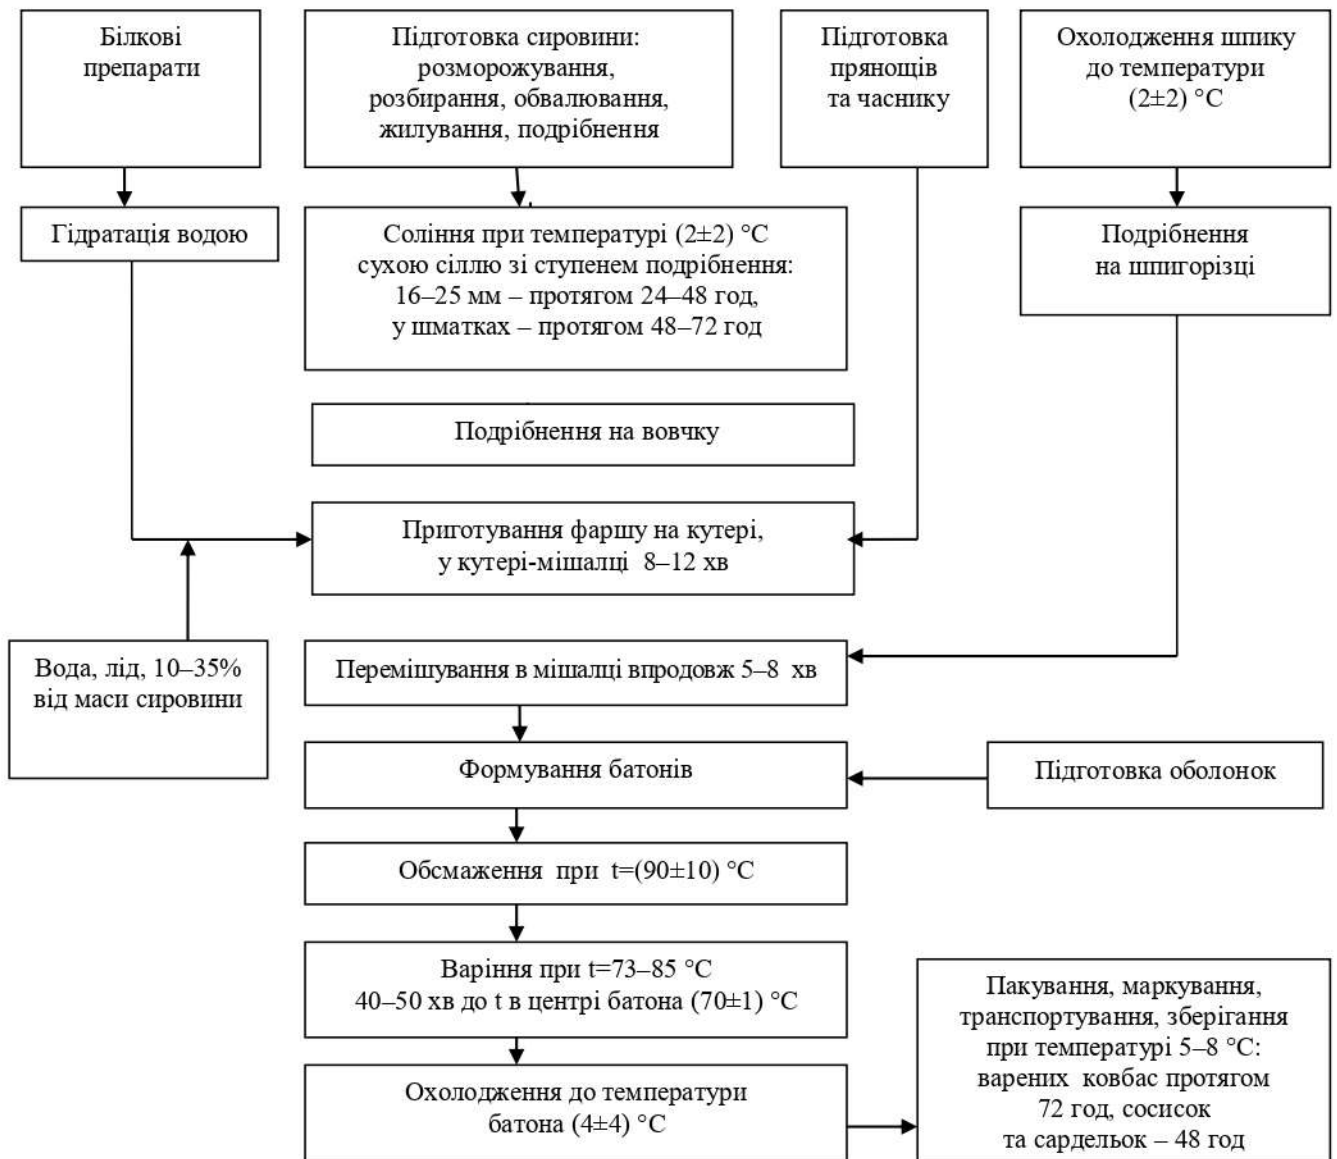 Білкові
препарати
Підготовка сировини:
розморожування,
розбирання, обвалювання,
жилування, подрібнення
Підготовка
прянощів
та часнику
Охолодження шпику
до температури
(2±2) °С
Гідратація водою
Соління при температурі (2±2) °С
сухою сіллю зі ступенем подрібнення:
16–25 мм – протягом 24–48 год,
у шматках – протягом 48–72 год
Подрібнення
на шпигорізці
Подрібнення на вовчку
Приготування фаршу на кутері,
у кутері-мішалці 8–12 хв
Вода, лід, 10–35%
від маси сировини
Перемішування в мішалці впродовж 5–8 хв
Формування батонів
Підготовка оболонок
Обсмаження при t=(90±10) °С
Варіння при t=73–85 °С
40–50 хв до t в центрі батона (70±1) °С
Охолодження до температури
батона (4±4) °С
Пакування, маркування,
транспортування, зберігання
при температурі 5–8 °С:
варених ковбас протягом
72 год, сосисок
та сардельок – 48 год